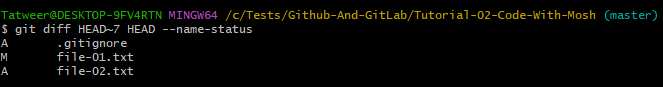 Tatweer@DESKTOP-9FV4RTN MINGW64 /c/Tests/Github-And-GitLab/Tutorial-02-Code-With-Mosh (master)
$ git diff HEAD~7 HEAD --name-status
A       .gitignore
M       file-01.txt
A       file-02.txt